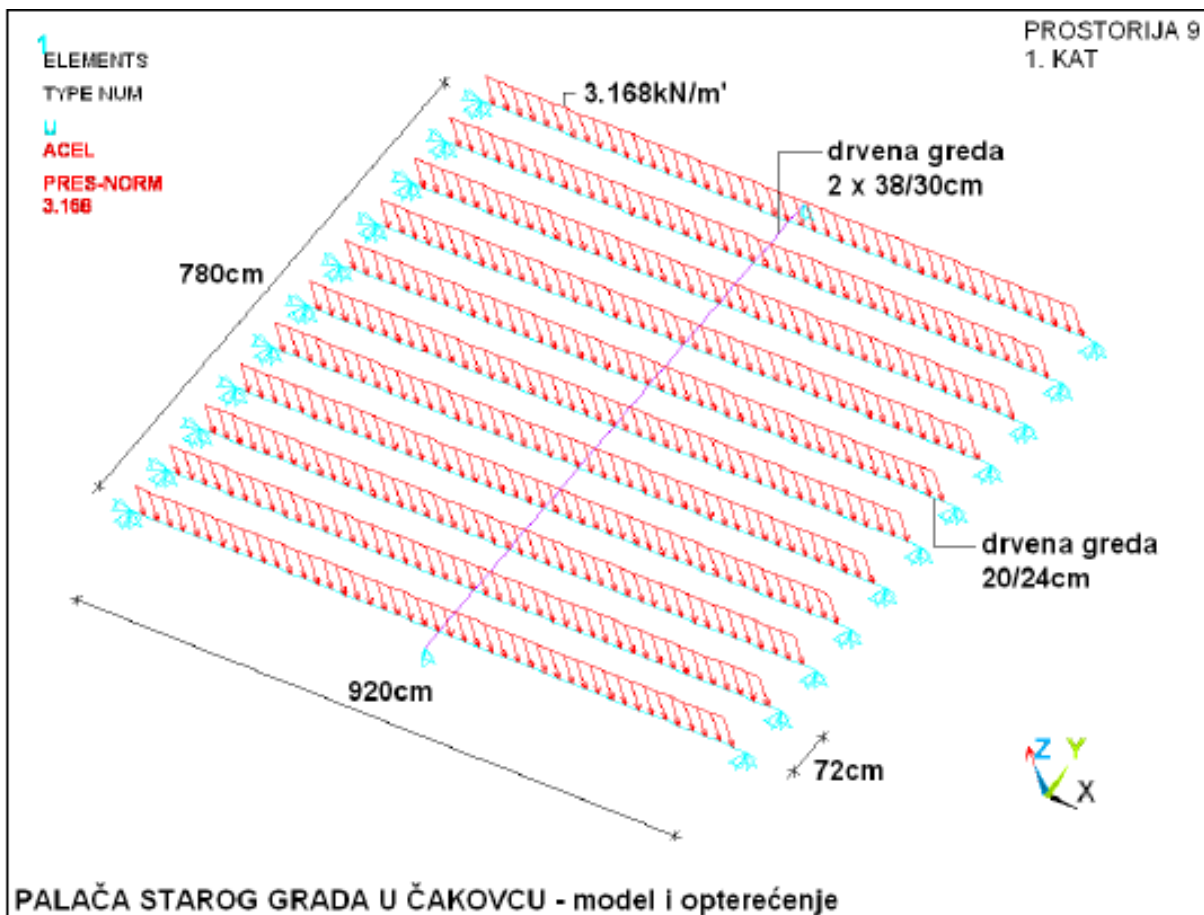 PROSTORIJA 9
1. KAT
1
ELEMENTS
TYPE NUM
U
ACEL
PRES-NORM
3.168
3.168kN/m'
drvena greda
2 x 38/30cm
780cm
drvena greda
20/24cm
920cm
72cm
Z
Y
X
PALAČA STAROG GRADA U ČAKOVCU - model i opterećenje